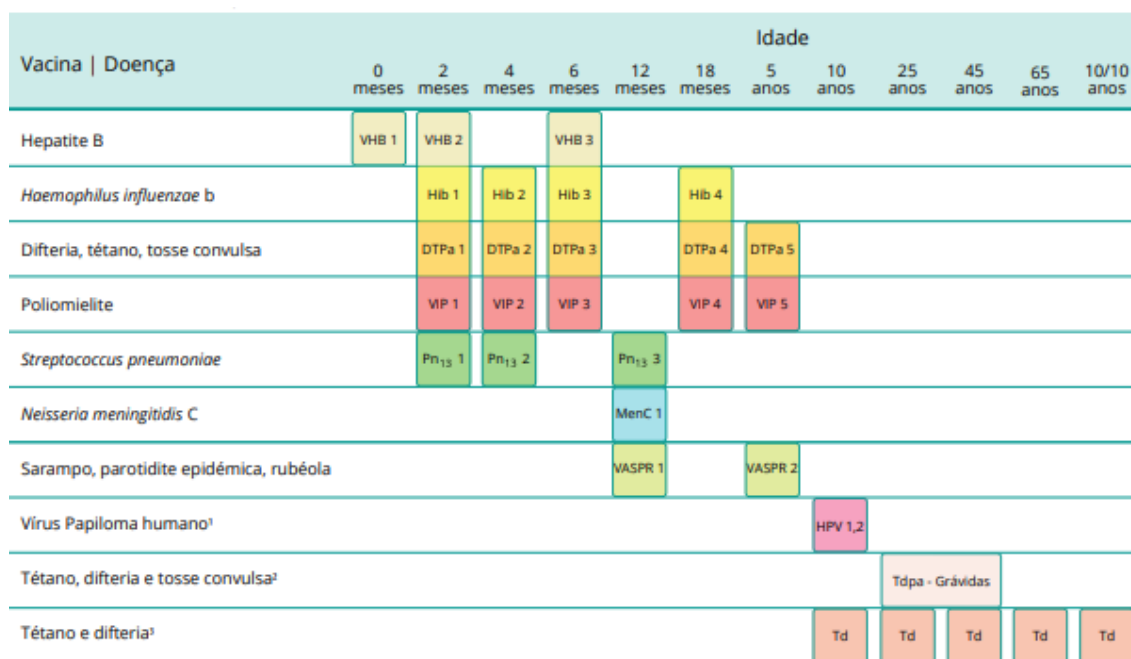 Idade
Vacina | Doença
0 meses 2 meses 4 meses 6 meses 12 meses 18 meses 5 anos 10 anos 25 anos 45 anos 65 anos 10/10 anos
Hepatite B VHB 1 VHB 2 VHB 3
Haemophilus influenzae b Hib 1 Hib 2 Hib 3 Hib 4
Difteria, tétano, tosse convulsa DTPa 1 DTPa 2 DTPa 3 DTPa 4 DTPa 5
Poliomielite VIP 1 VIP 2 VIP 3 VIP 4 VIP 5
Streptococcus pneumoniae Pn₁₃ 1 Pn₁₃ 2 Pn₁₃ 3
Neisseria meningitidis C MenC 1
Sarampo, parotidite epidémica, rubéola VASPR 1 VASPR 2
Vírus Papiloma humano¹ HPV 1,2
Tétano, difteria e tosse convulsa² Tdpa - Grávidas
Tétano e difteria³ Td Td Td Td Td